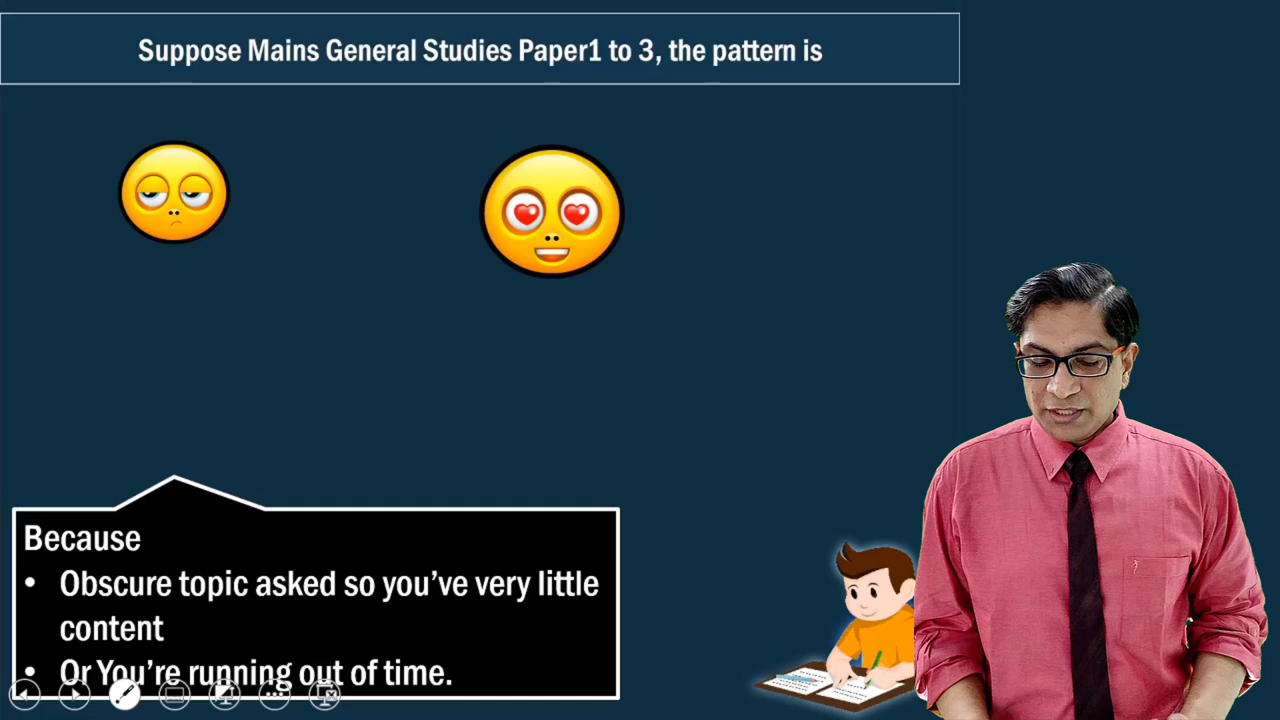 Suppose Mains General Studies Paper1 to 3, the pattern is
Because
• Obscure topic asked so you’ve very little
content
• Or You’re running out of time.